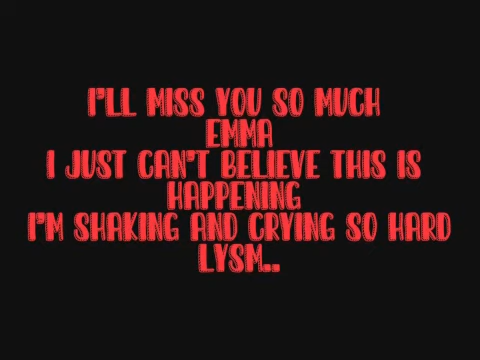 I'LL MISS YOU SO MUCH
EMMA
I JUST CAN'T BELIEVE THIS IS
HAPPENING
I'M SHAKING AND CRYING SO HARD
LYSM..